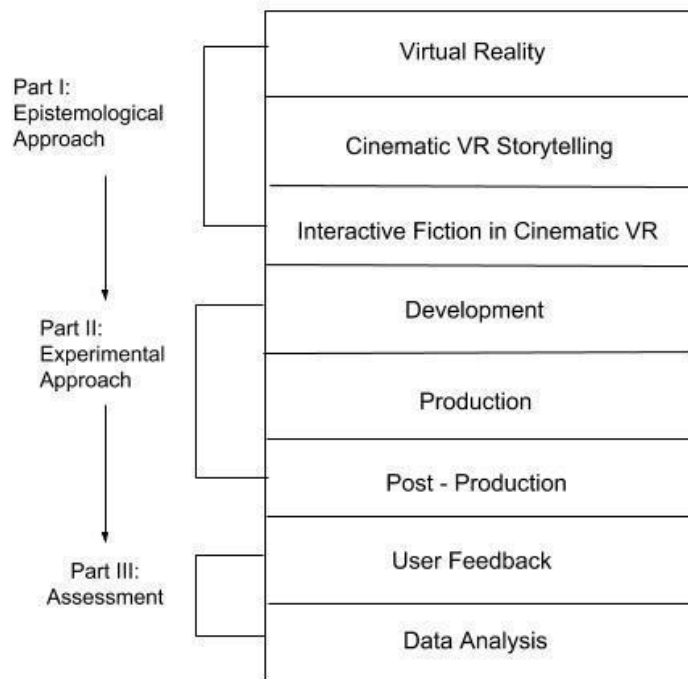 Part I:
Epistemological
Approach
Virtual Reality
Cinematic VR Storytelling
Interactive Fiction in Cinematic VR
Part II:
Experimental
Approach
Development
Production
Post - Production
Part III:
Assessment
User Feedback
Data Analysis